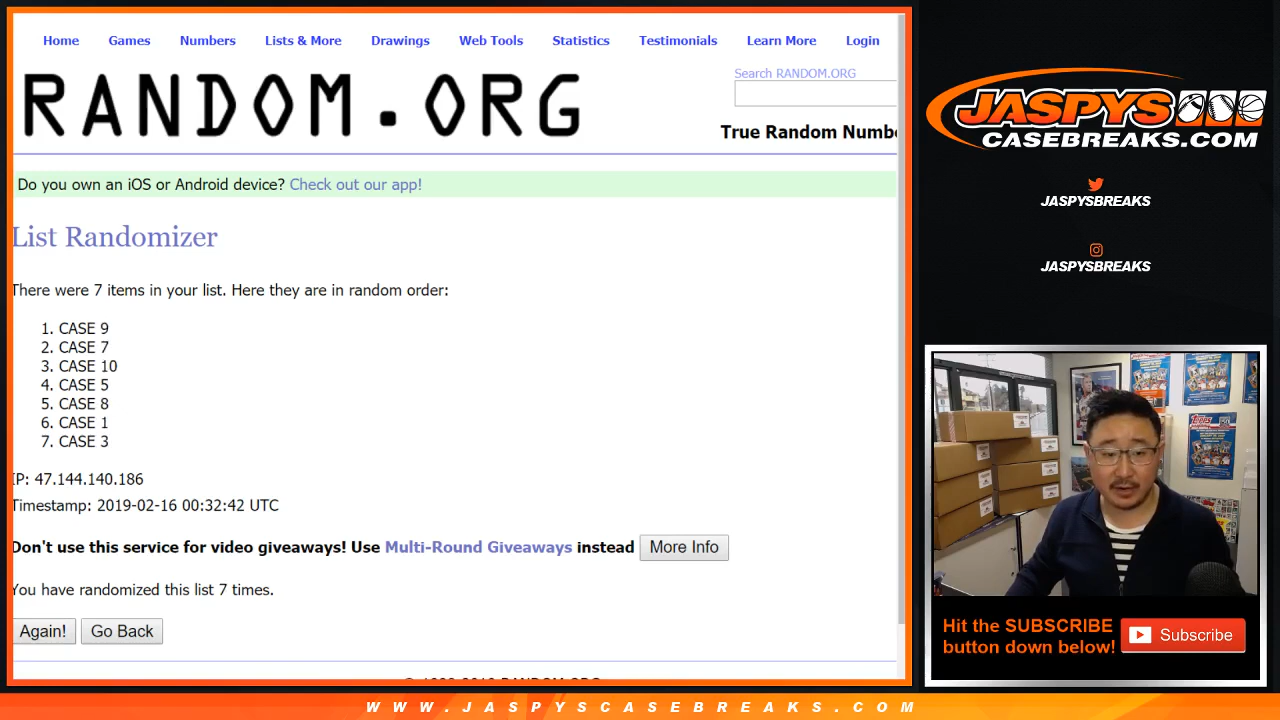 Home Games Numbers Lists & More Drawings Web Tools Statistics Testimonials Learn More Login
RANDOM.ORG
Search RANDOM.ORG
True Random Numbe
Do you own an iOS or Android device? Check out our app!
List Randomizer
There were 7 items in your list. Here they are in random order:
1. CASE 9
2. CASE 7
3. CASE 10
4. CASE 5
5. CASE 8
6. CASE 1
7. CASE 3
IP: 47.144.140.186
Timestamp: 2019-02-16 00:32:42 UTC
Don't use this service for video giveaways! Use Multi-Round Giveaways instead More Info
You have randomized this list 7 times.
Again! Go Back
JASPYS
CASEBREAKS.COM
JASPYSBREAKS
JASPYSBREAKS
Topps
Hit the SUBSCRIBE
button down below!
Subscribe
WWW.JASPYSCASEBREAKS.COM